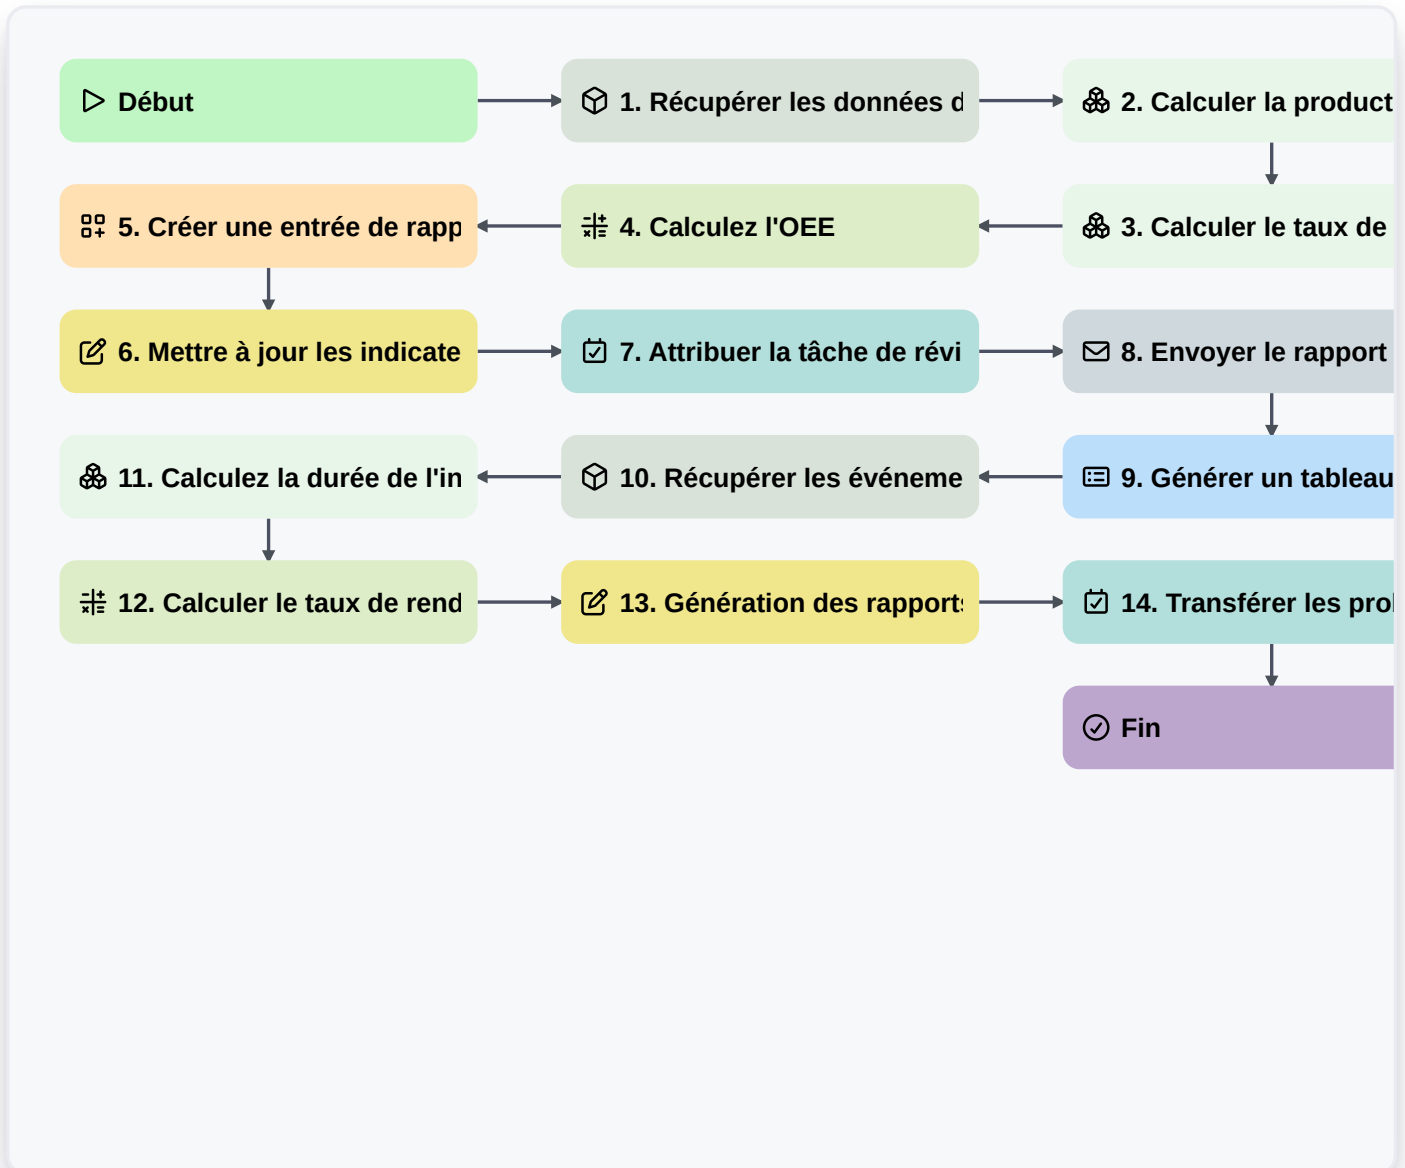 Début
1. Récupérer les données d
2. Calculer la product
5. Créer une entrée de rapp
4. Calculez l'OEE
3. Calculer le taux de
6. Mettre à jour les indicate
7. Attribuer la tâche de révi
8. Envoyer le rapport
11. Calculez la durée de l'in
10. Récupérer les événeme
9. Générer un tableau
12. Calculer le taux de rend
13. Génération des rapports
14. Transférer les pro
Fin